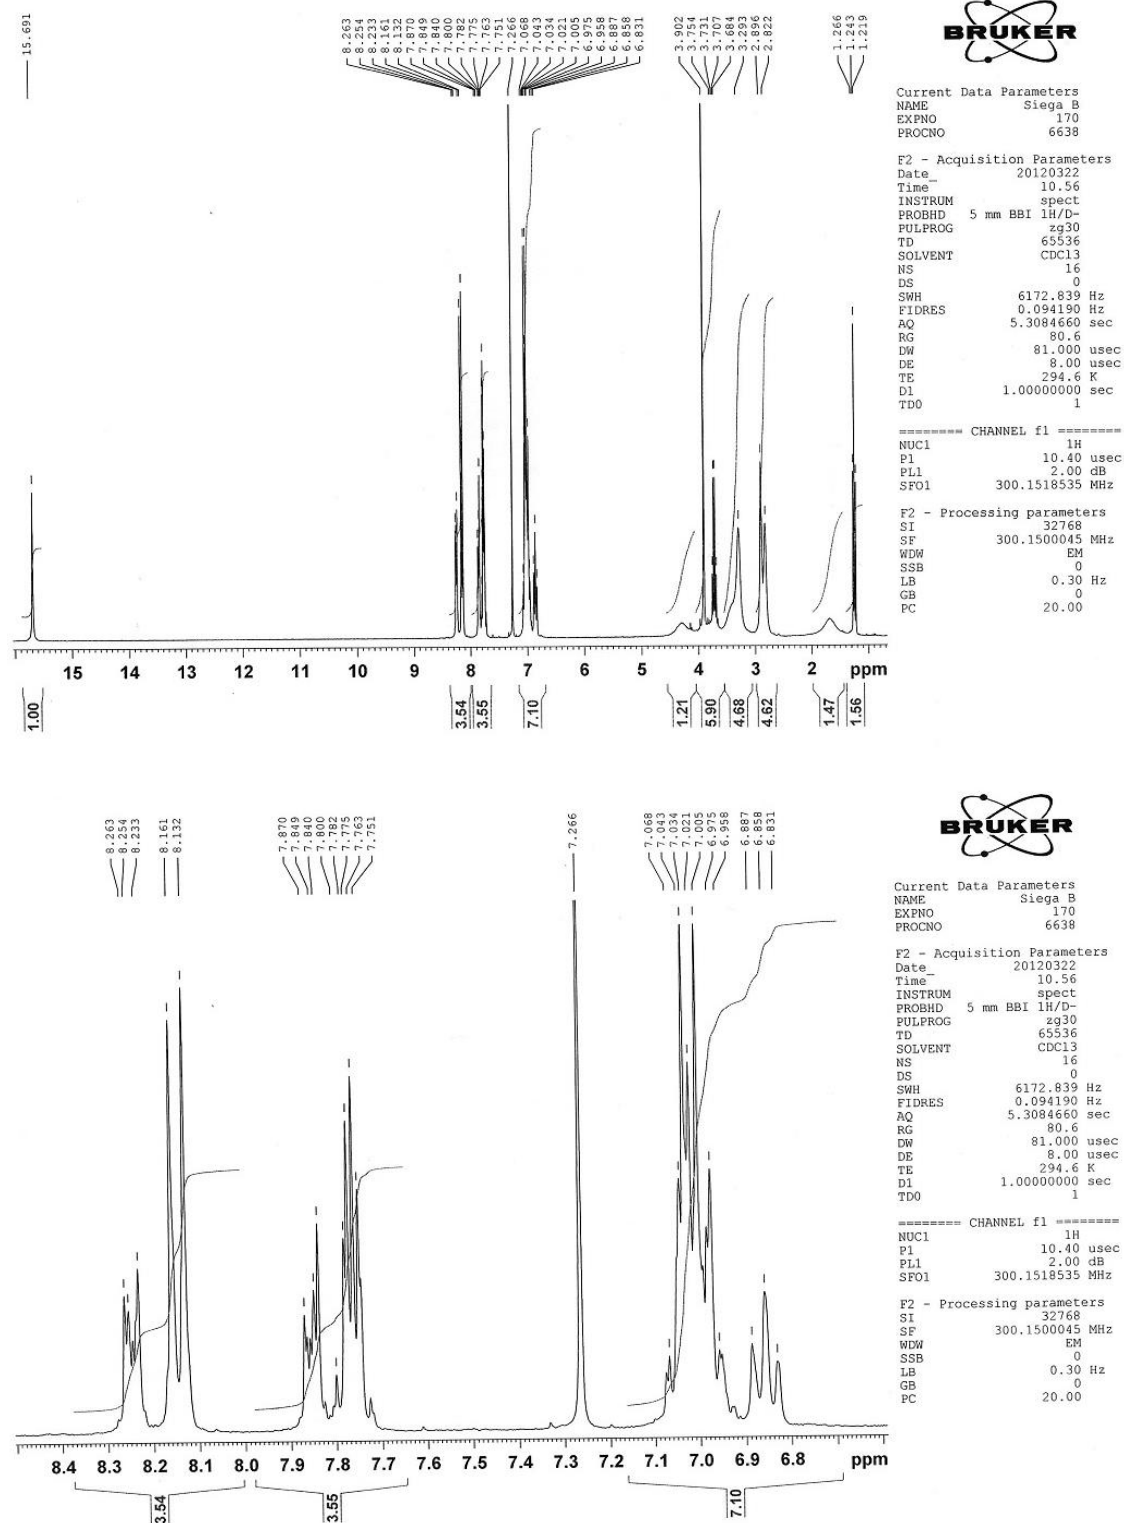 15.691
8.263
8.254
8.233
8.161
8.132
7.870
7.849
7.840
7.800
7.782
7.775
7.763
7.751
7.266
7.068
7.043
7.034
7.021
7.005
6.975
6.958
6.887
6.858
6.831
3.902
3.754
3.731
3.707
3.684
3.293
2.896
2.822
1.266
1.243
1.219
BRUKER
Current Data Parameters
NAME Siega B
EXPNO 170
PROCNO 6638
F2 - Acquisition Parameters
Date_ 20120322
Time 10.56
INSTRUM spect
PROBHD 5 mm BBI 1H/D-
PULPROG zg30
TD 65536
SOLVENT CDCl3
NS 16
DS 0
SWH 6172.839 Hz
FIDRES 0.094190 Hz
AQ 5.3084660 sec
RG 80.6
DW 81.000 usec
DE 8.00 usec
TE 294.6 K
D1 1.00000000 sec
TD0 1
======== CHANNEL f1 ========
NUC1 1H
P1 10.40 usec
PL1 2.00 dB
SFO1 300.1518535 MHz
F2 - Processing parameters
SI 32768
SF 300.1500045 MHz
WDW EM
SSB 0
LB 0.30 Hz
GB 0
PC 20.00
15 14 13 12 11 10 9 8 7 6 5 4 3 2 ppm
1.00 3.54 3.55 7.10 1.21 5.90 4.68 4.62 1.47 1.56
8.263
8.254
8.233
8.161
8.132
7.870
7.849
7.840
7.800
7.782
7.775
7.763
7.751
7.266
7.068
7.043
7.034
7.021
7.005
6.975
6.958
6.887
6.858
6.831
BRUKER
Current Data Parameters
NAME Siega B
EXPNO 170
PROCNO 6638
F2 - Acquisition Parameters
Date_ 20120322
Time 10.56
INSTRUM spect
PROBHD 5 mm BBI 1H/D-
PULPROG zg30
TD 65536
SOLVENT CDCl3
NS 16
DS 0
SWH 6172.839 Hz
FIDRES 0.094190 Hz
AQ 5.3084660 sec
RG 80.6
DW 81.000 usec
DE 8.00 usec
TE 294.6 K
D1 1.00000000 sec
TD0 1
======== CHANNEL f1 ========
NUC1 1H
P1 10.40 usec
PL1 2.00 dB
SFO1 300.1518535 MHz
F2 - Processing parameters
SI 32768
SF 300.1500045 MHz
WDW EM
SSB 0
LB 0.30 Hz
GB 0
PC 20.00
8.4 8.3 8.2 8.1 8.0 7.9 7.8 7.7 7.6 7.5 7.4 7.3 7.2 7.1 7.0 6.9 6.8 ppm
3.54 3.55 7.10